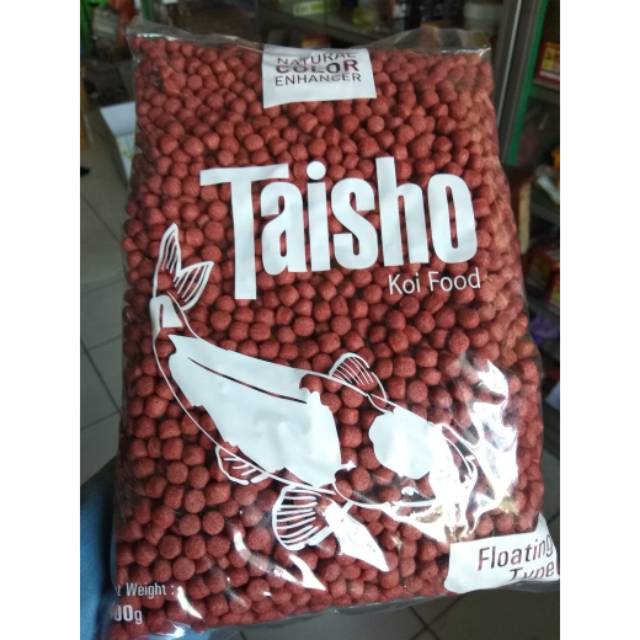 NATURAL
COLOR
ENHANCER
Taisho
Koi Food
Floating
Type
Weight :